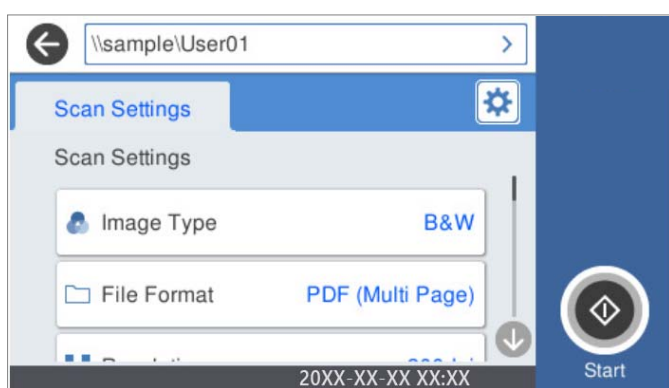 \\sample\User01
Scan Settings
Scan Settings
Image Type B&W
File Format PDF (Multi Page)
20XX-XX-XX XX:XX
Start